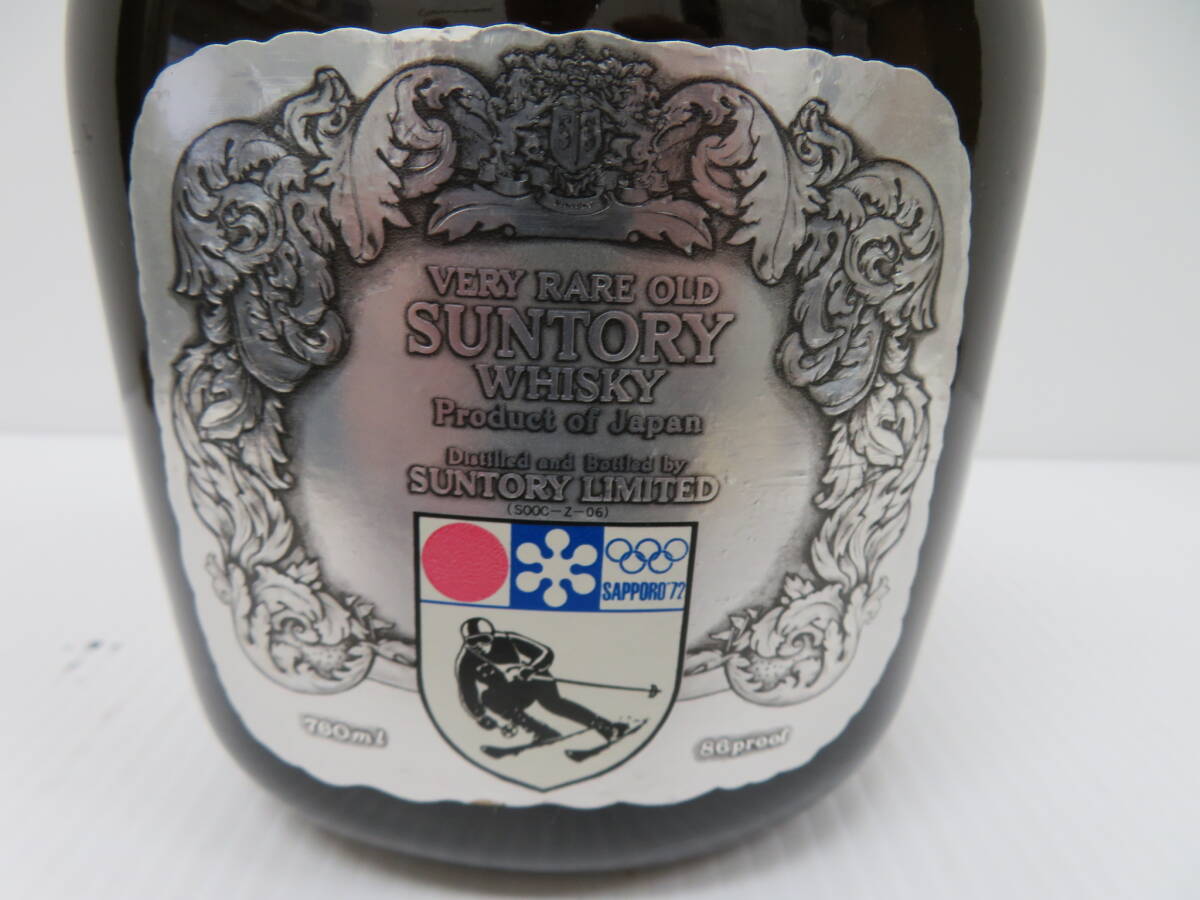 VERY RARE OLD
SUNTORY
WHISKY
Product of Japan
Distilled and Bottled by
SUNTORY LIMITED
(SOOC-Z-06)
SAPPORO'72
760ml
86proof